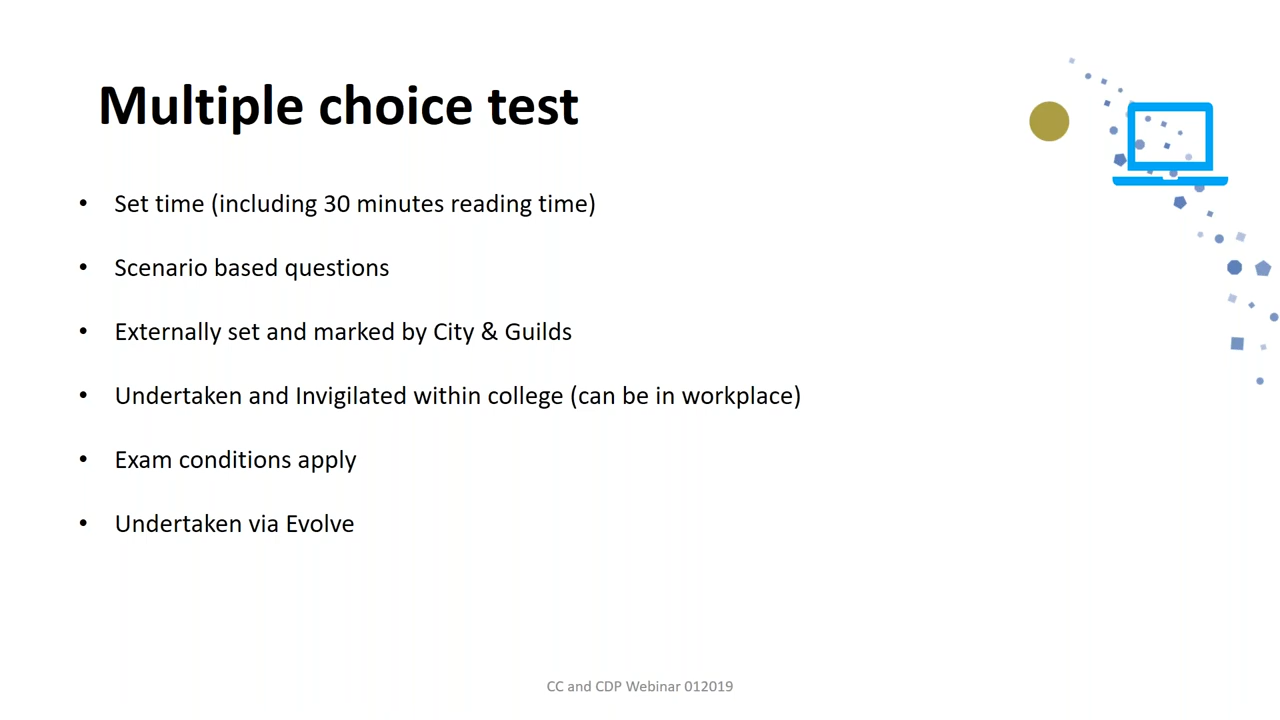 Multiple choice test
• Set time (including 30 minutes reading time)
• Scenario based questions
• Externally set and marked by City & Guilds
• Undertaken and Invigilated within college (can be in workplace)
• Exam conditions apply
• Undertaken via Evolve
CC and CDP Webinar 012019